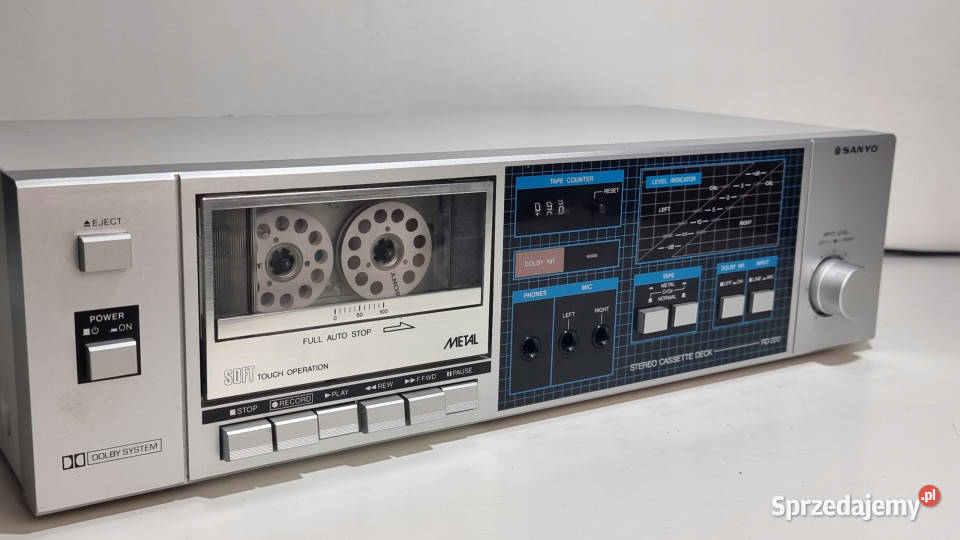 SANYO
EJECT
POWER
ON
DOLBY SYSTEM
SONY
0 50 100
FULL AUTO STOP
METAL
SOFT TOUCH OPERATION
STOP
RECORD
PLAY
REW
F FWD
PAUSE
TAPE COUNTER
RESET
DOLBY NR
PHONES
MIC
LEFT
RIGHT
LEVEL INDICATOR
LEFT
RIGHT
TAPE
METAL
CrO₂
NORMAL
DOLBY NR
OFF ON
INPUT
LINE MIC
INPUT LEVEL
STEREO CASSETTE DECK
RD 220
Sprzedajemy.pl